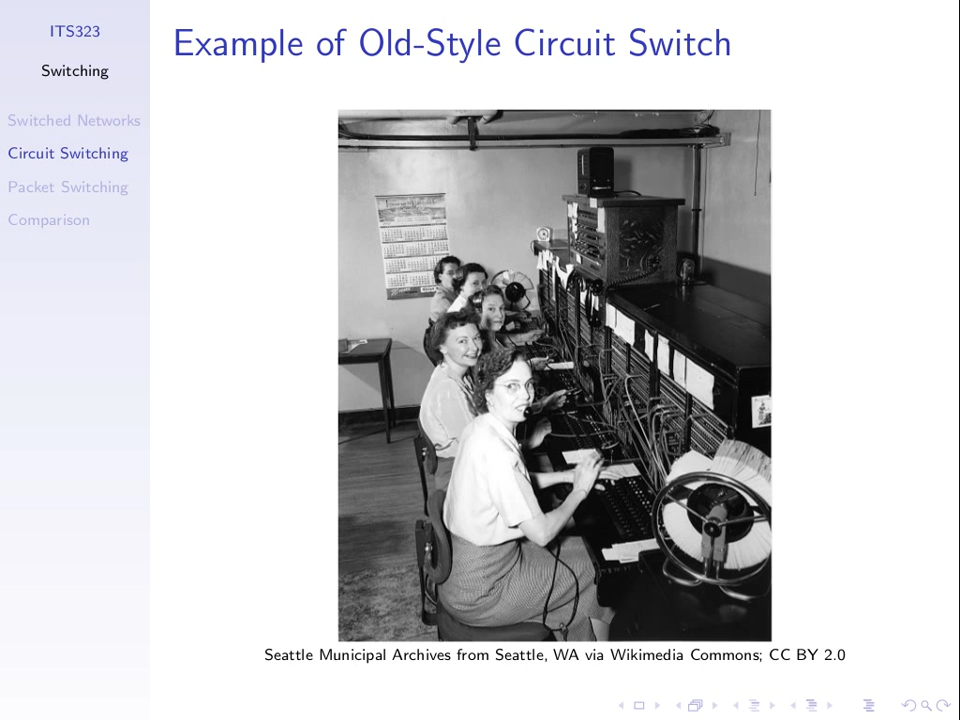 ITS323
Switching
Switched Networks
Circuit Switching
Packet Switching
Comparison
Example of Old-Style Circuit Switch
Seattle Municipal Archives from Seattle, WA via Wikimedia Commons; CC BY 2.0